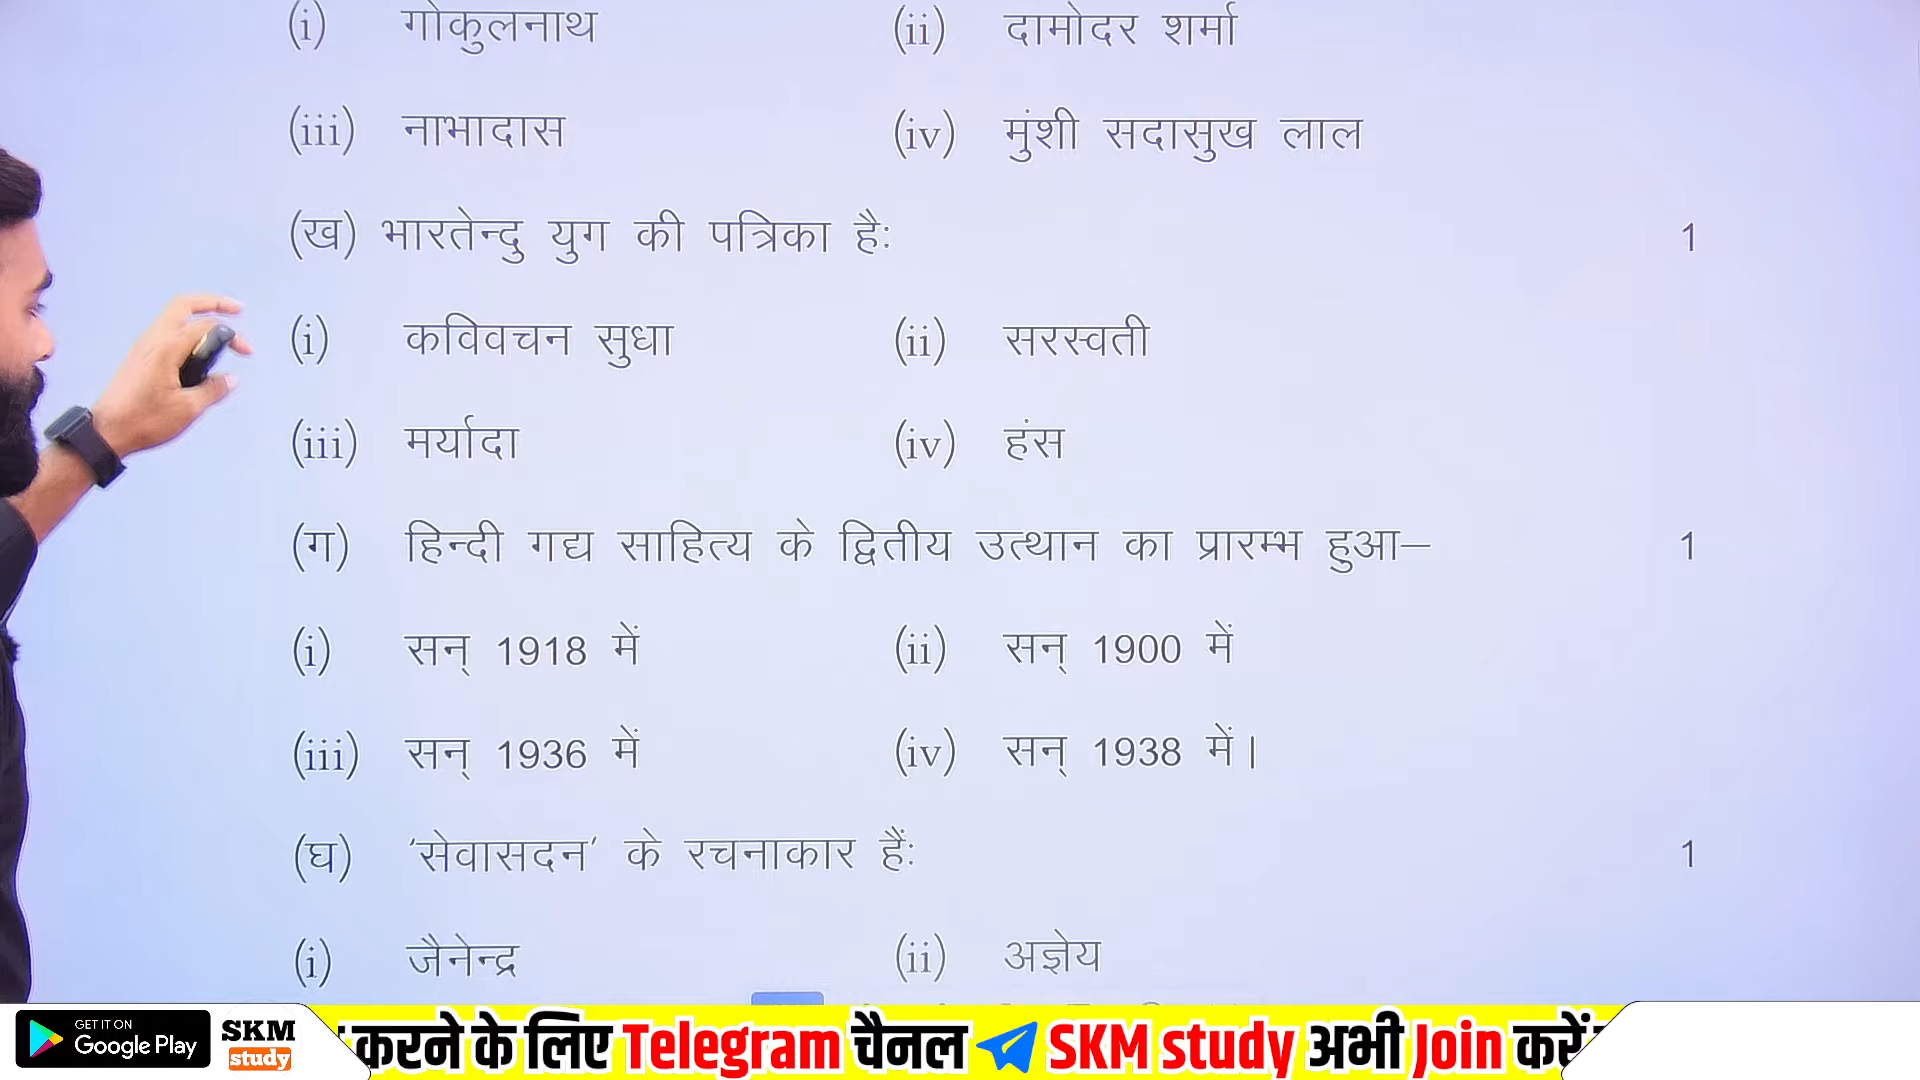 (i) गोकुलनाथ (ii) दामोदर शर्मा
(iii) नाभादास (iv) मुंशी सदासुख लाल
(ख) भारतेन्दु युग की पत्रिका है: 1
(i) कविवचन सुधा (ii) सरस्वती
(iii) मर्यादा (iv) हंस
(ग) हिन्दी गद्य साहित्य के द्वितीय उत्थान का प्रारम्भ हुआ– 1
(i) सन् 1918 में (ii) सन् 1900 में
(iii) सन् 1936 में (iv) सन् 1938 में।
(घ) 'सेवासदन' के रचनाकार हैं: 1
(i) जैनेन्द्र (ii) अज्ञेय
GET IT ON
Google Play
SKM
study
करने के लिए Telegram चैनल SKM study अभी Join करें